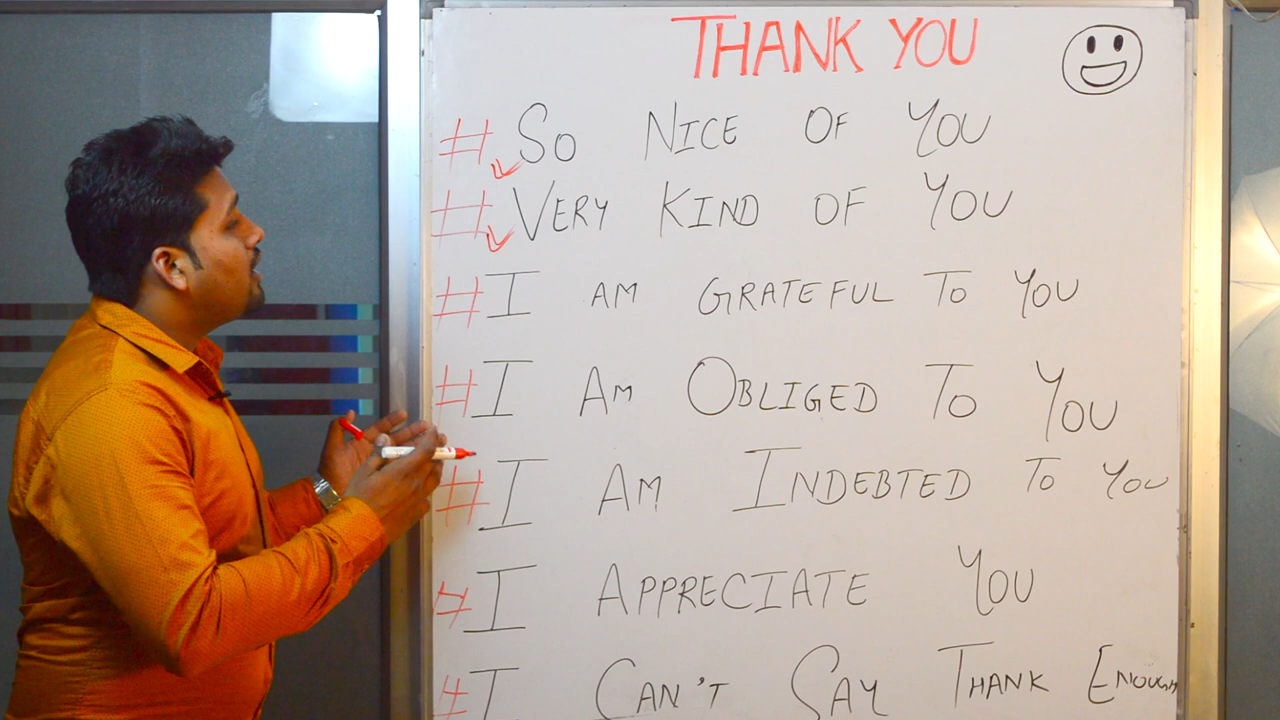 THANK YOU
# SO NICE OF YOU
# VERY KIND OF YOU
# I AM GRATEFUL TO YOU
# I AM OBLIGED TO YOU
# I AM INDEBTED TO YOU
# I APPRECIATE YOU
# I CAN'T SAY THANK ENOUGH